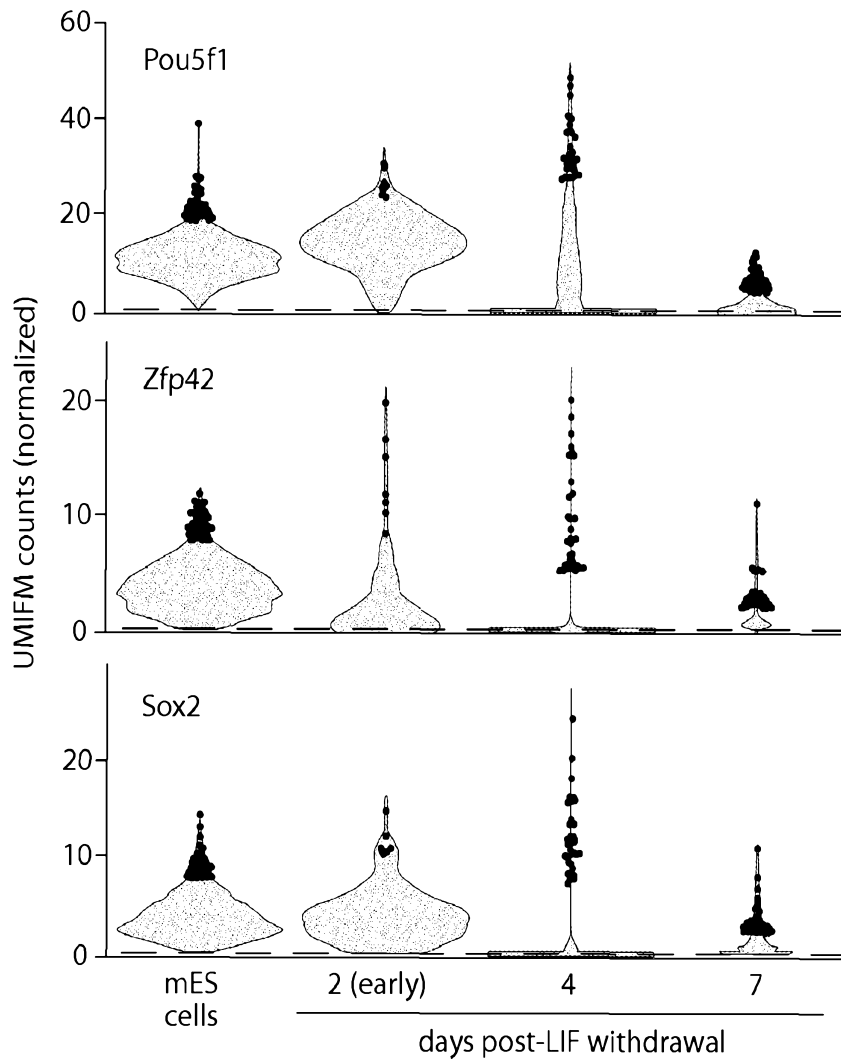 UMIFM counts (normalized)
60
Pou5f1
40
20
0
Zfp42
20
10
0
Sox2
20
10
0
mES
cells
2 (early)
4
7
days post-LIF withdrawal